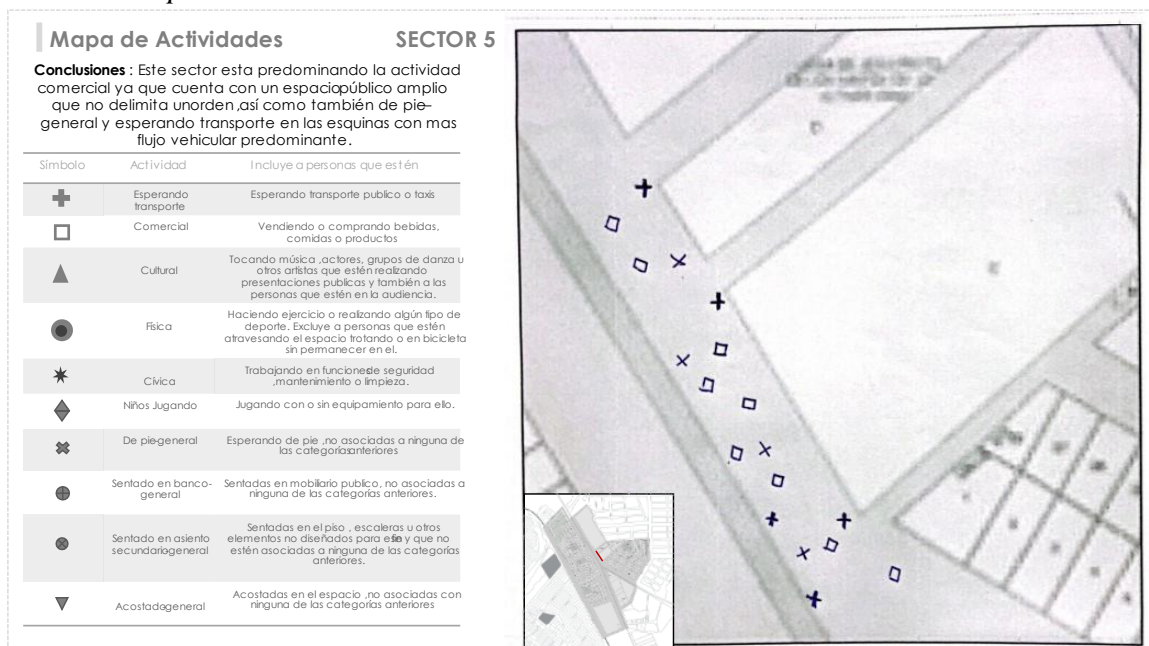 Mapa de Actividades SECTOR 5
Conclusiones : Este sector esta predominando la actividad
comercial ya que cuenta con un espaciopúblico amplio
que no delimita unorden ,así como también de pie–
general y esperando transporte en las esquinas con mas
flujo vehicular predominante.
Símbolo Actividad Incluye a personas que estén
Esperando transporte Esperando transporte publico o taxis
Comercial Vendiendo o comprando bebidas,
comidas o productos
Cultural Tocando música ,actores, grupos de danza u
otros artistas que estén realizando
presentaciones publicas y también a las
personas que estén en la audiencia.
Física Haciendo ejercicio o realizando algún tipo de
deporte. Excluye a personas que estén
atravesando el espacio trotando o en bicicleta
sin permanecer en el.
Cívica Trabajando en funcionesde seguridad
,mantenimiento o limpieza.
Niños Jugando Jugando con o sin equipamiento para ello.
De pie-general Esperando de pie ,no asociadas a ninguna de
las categoríasanteriores
Sentado en banco- Sentadas en mobiliario publico, no asociadas a
general ninguna de las categorías anteriores.
Sentado en asiento Sentadas en el piso , escaleras u otros
secundariogeneral elementos no diseñados para y que no
estén asociadas a ninguna de las categorías
anteriores.
Acostadogeneral Acostadas en el espacio ,no asociadas con
ninguna de las categorías anteriores